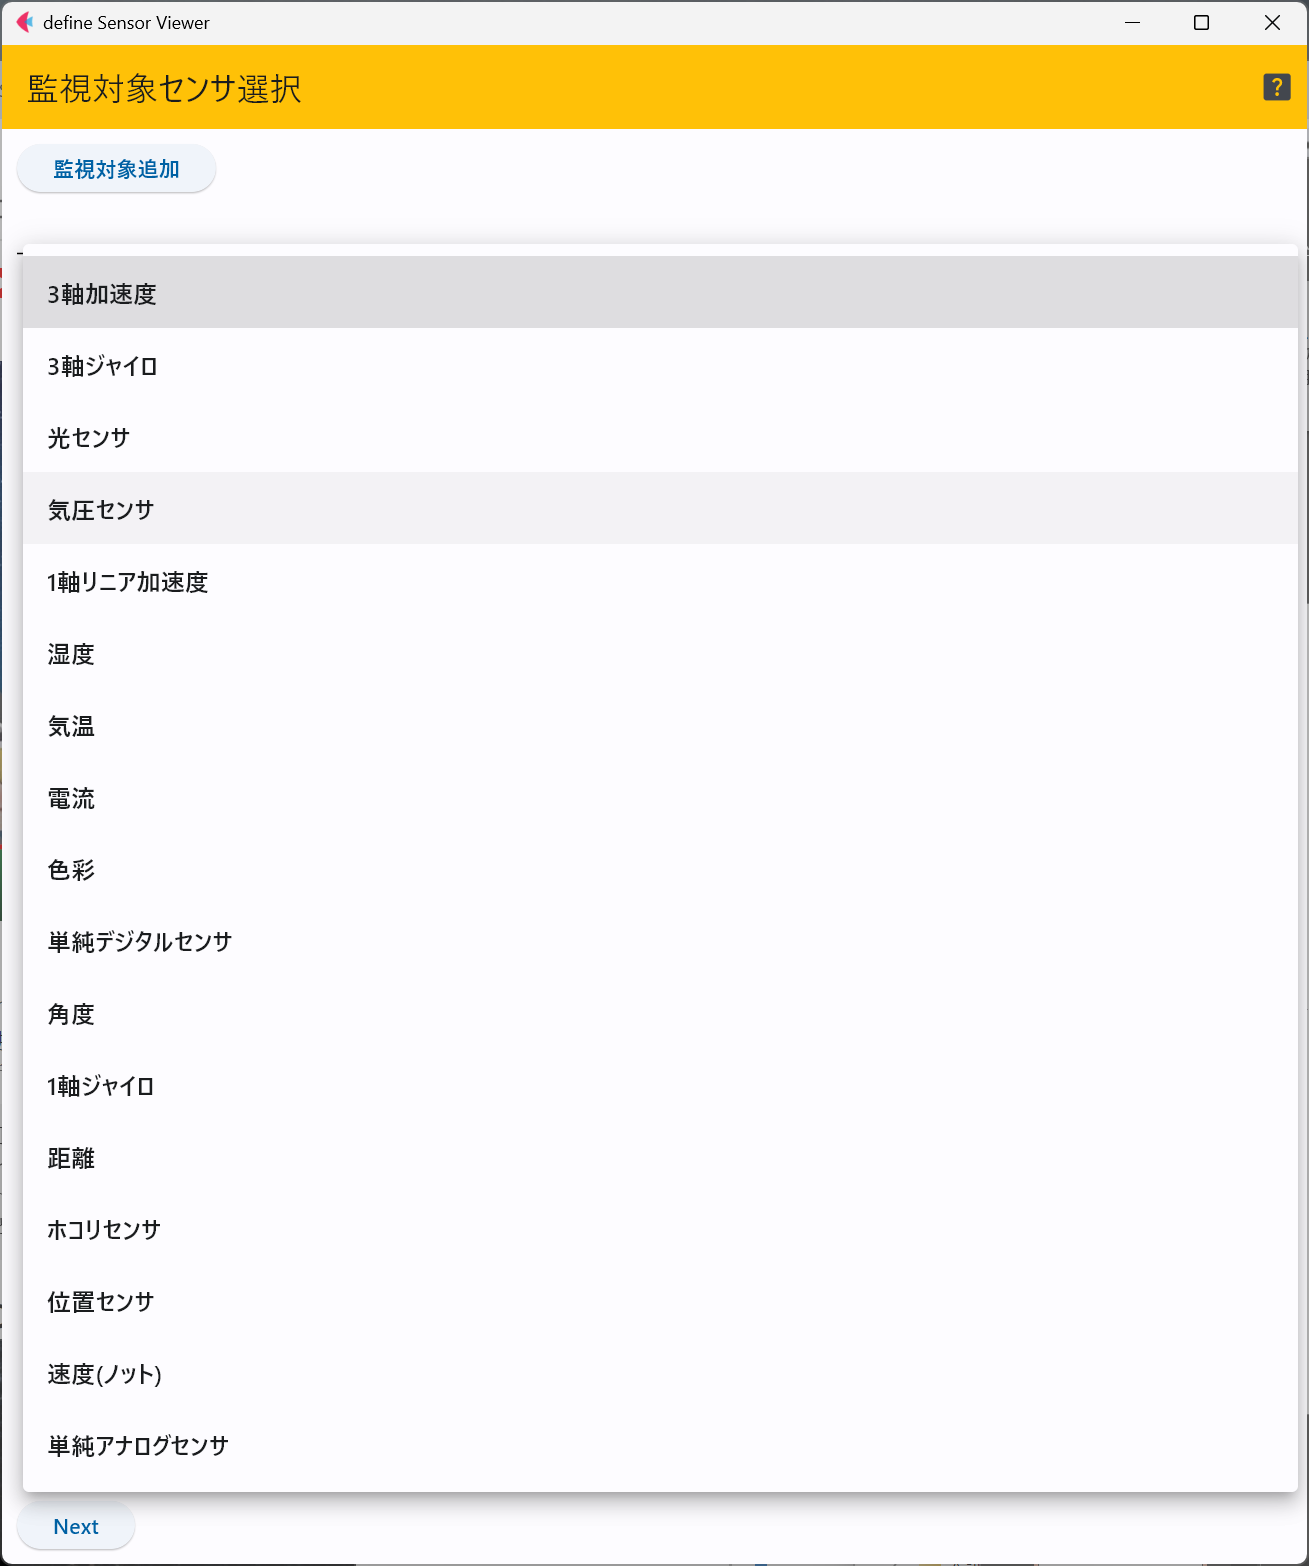 define Sensor Viewer
監視対象センサ選択
?
監視対象追加
3軸加速度
3軸ジャイロ
光センサ
気圧センサ
1軸リニア加速度
湿度
気温
電流
色彩
単純デジタルセンサ
角度
1軸ジャイロ
距離
ホコリセンサ
位置センサ
速度(ノット)
単純アナログセンサ
Next